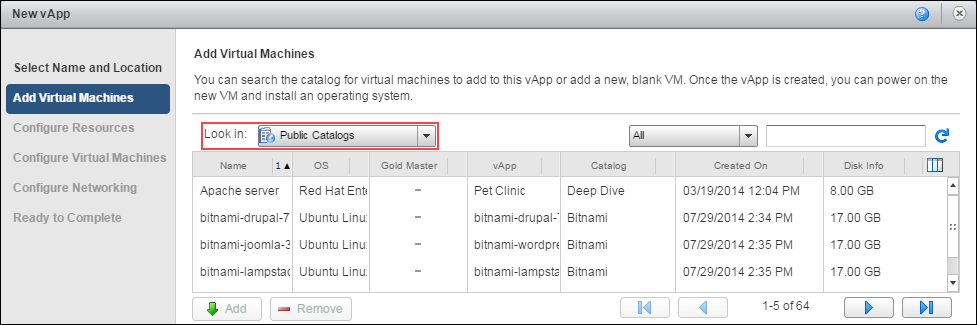 New vApp
Select Name and Location
Add Virtual Machines
Configure Resources
Configure Virtual Machines
Configure Networking
Ready to Complete
Add Virtual Machines
You can search the catalog for virtual machines to add to this vApp or add a new, blank VM. Once the vApp is created, you can power on the
new VM and install an operating system.
Look in: Public Catalogs All
Name 1 ▲ OS Gold Master vApp Catalog Created On Disk Info
Apache server Red Hat Ente – Pet Clinic Deep Dive 03/19/2014 12:04 PM 8.00 GB
bitnami-drupal-7 Ubuntu Linux – bitnami-drupal-7 Bitnami 07/29/2014 2:34 PM 17.00 GB
bitnami-joomla-3 Ubuntu Linux – bitnami-wordpre Bitnami 07/29/2014 2:35 PM 17.00 GB
bitnami-lampstac Ubuntu Linux – bitnami-lampsta Bitnami 07/29/2014 2:35 PM 17.00 GB
Add Remove 1-5 of 64